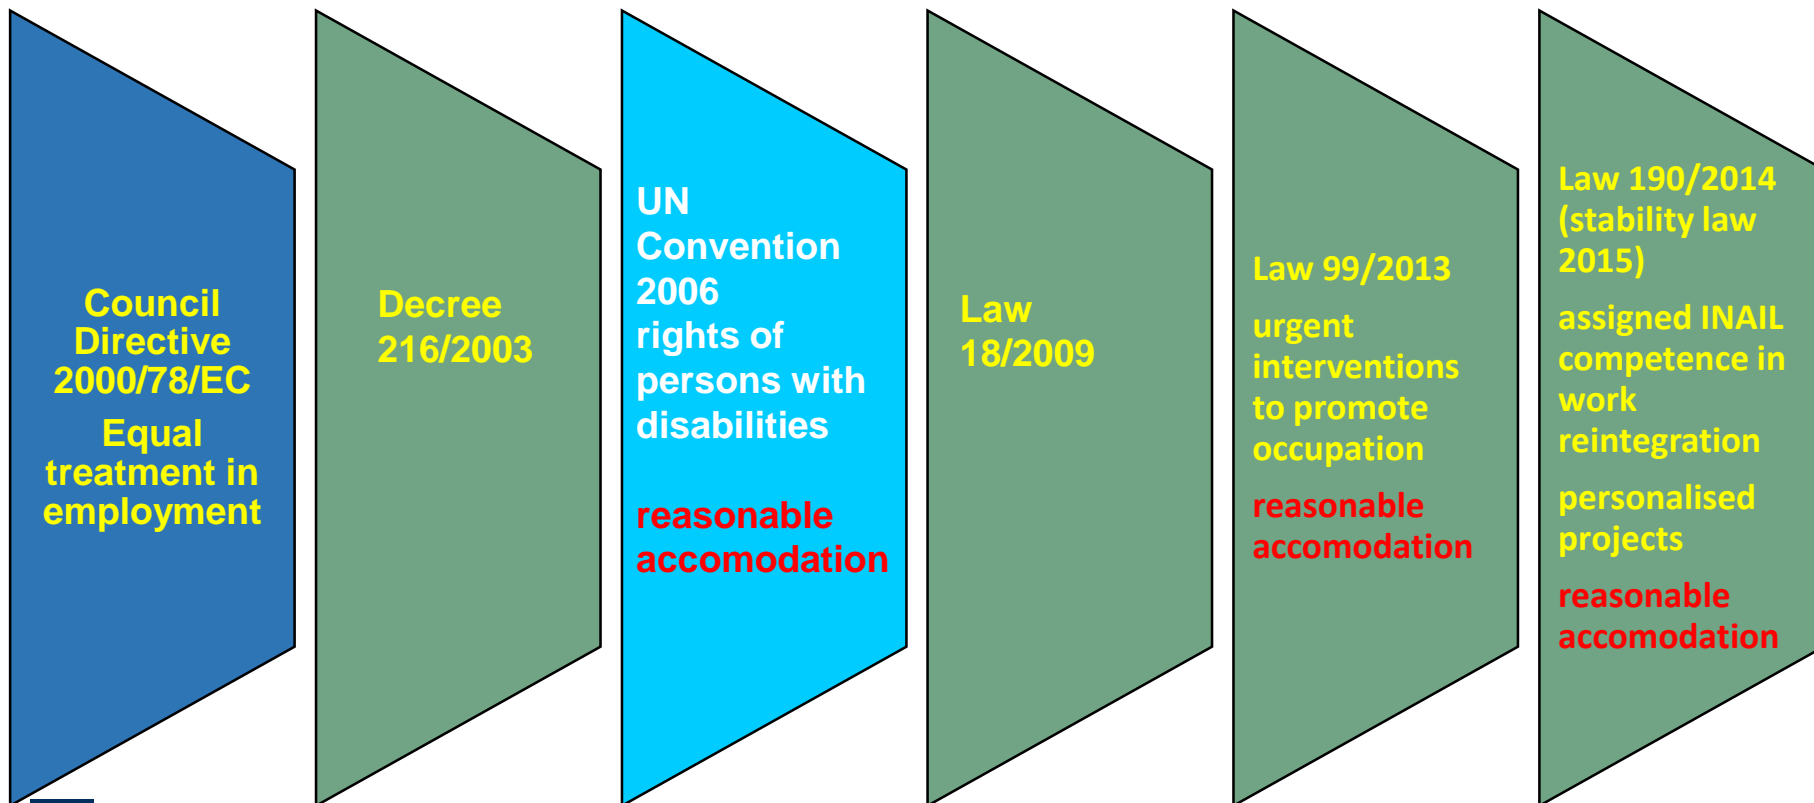 Council
Directive
2000/78/EC
Equal
treatment in
employment
Decree
216/2003
UN
Convention
2006
rights of
persons with
disabilities
reasonable
accomodation
Law
18/2009
Law 99/2013
urgent
interventions
to promote
occupation
reasonable
accomodation
Law 190/2014
(stability law
2015)
assigned INAIL
competence in
work
reintegration
personalised
projects
reasonable
accomodation